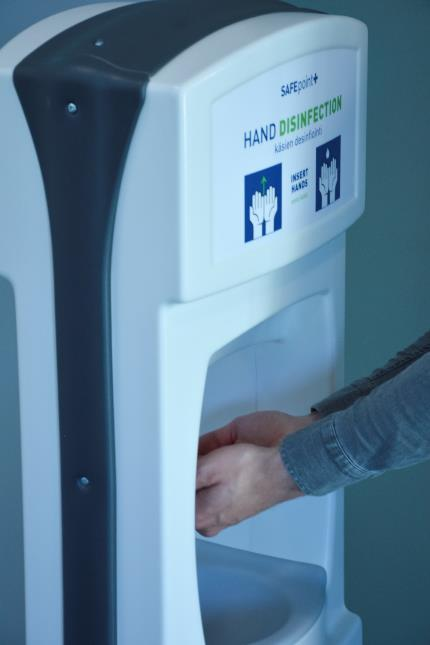 SAFEpoint+
HAND DISINFECTION
käsien desinfiointi
INSERT
HANDS